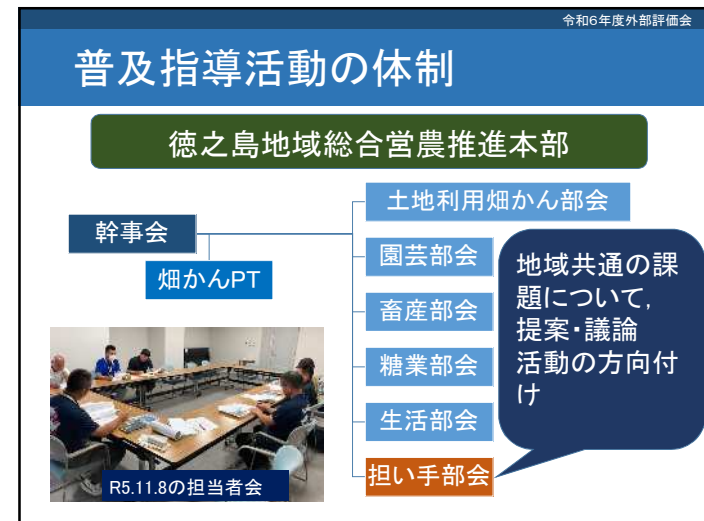 令和6年度外部評価会
普及指導活動の体制
徳之島地域総合営農推進本部
幹事会
畑かんPT
土地利用畑かん部会
園芸部会
畜産部会
糖業部会
生活部会
担い手部会
地域共通の課
題について,
提案・議論
活動の方向付
け
R5.11.8の担当者会